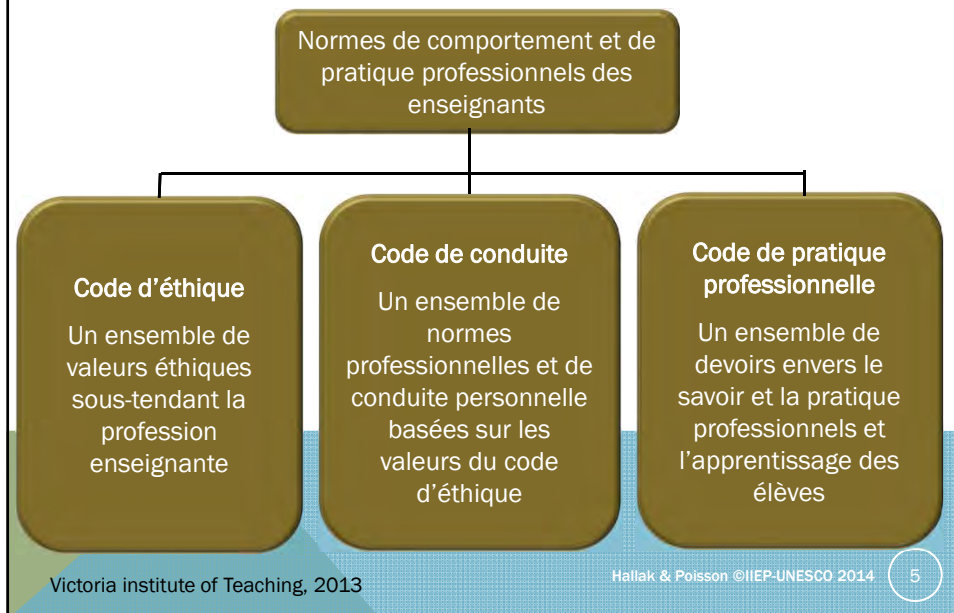 Normes de comportement et de
pratique professionnels des
enseignants
Code d’éthique
Un ensemble de
valeurs éthiques
sous-tendant la
profession
enseignante
Code de conduite
Un ensemble de
normes
professionnelles et de
conduite personnelle
basées sur les
valeurs du code
d’éthique
Code de pratique
professionnelle
Un ensemble de
devoirs envers le
savoir et la pratique
professionnels et
l’apprentissage des
élèves
Victoria institute of Teaching, 2013
Hallak & Poisson ©IIEP-UNESCO 2014
5